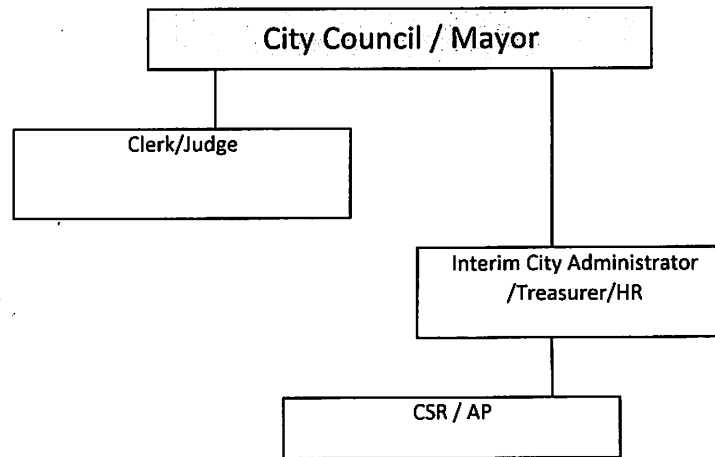 City Council / Mayor
Clerk/Judge
Interim City Administrator
/Treasurer/HR
CSR / AP